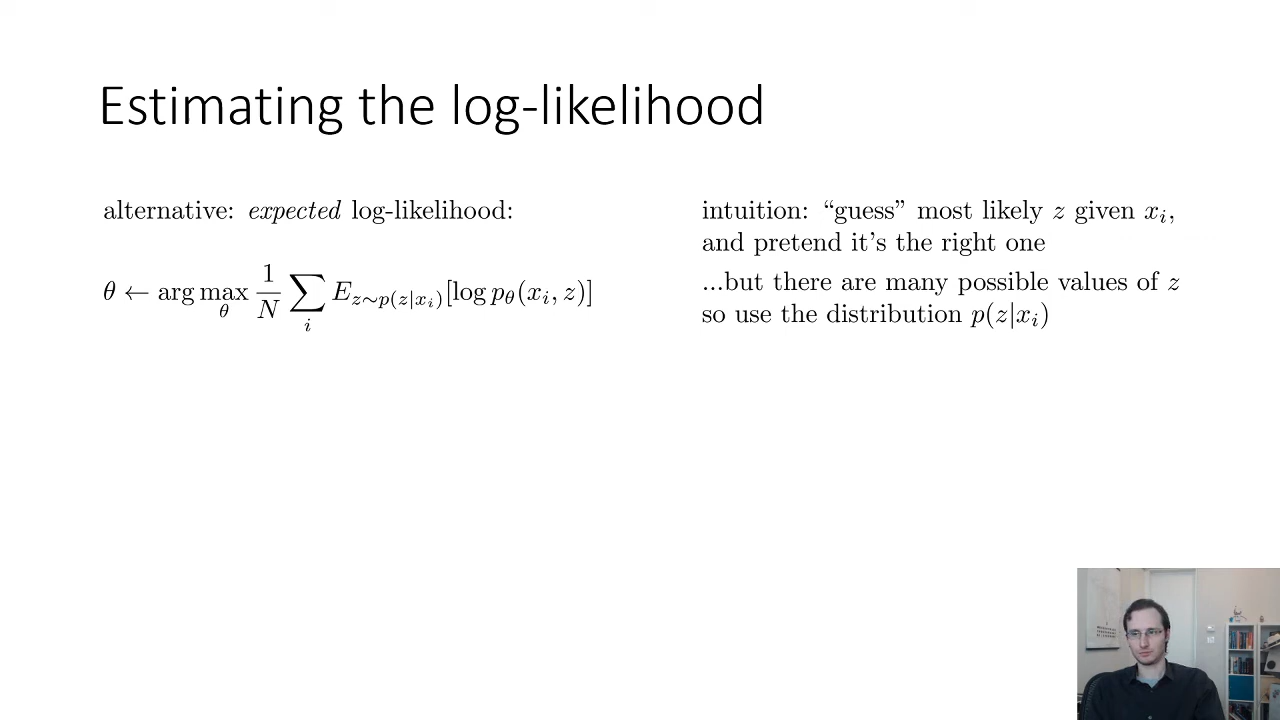 Estimating the log-likelihood
alternative: expected log-likelihood:
θ ← arg max_θ 1/N ∑_i E_{z∼p(z|x_i)}[log p_θ(x_i, z)]
intuition: “guess” most likely z given x_i,
and pretend it’s the right one
...but there are many possible values of z
so use the distribution p(z|x_i)